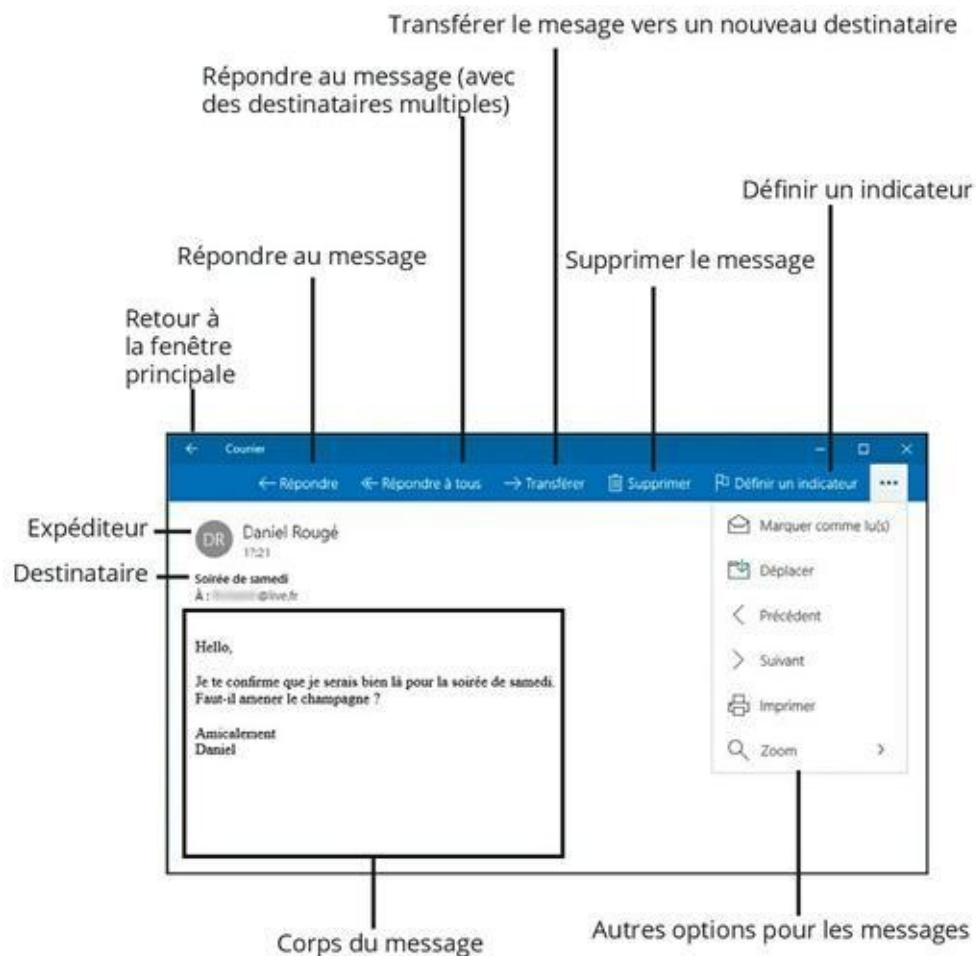 Transférer le mesage vers un nouveau destinataire
Répondre au message (avec
des destinataires multiples)
Définir un indicateur
Répondre au message
Supprimer le message
Retour à
la fenêtre
principale
Courrier
Répondre
Répondre à tous
Transférer
Supprimer
Définir un indicateur
Expéditeur
DR
Daniel Rougé
17:21
Destinataire
Soirée de samedi
À : @live.fr
Hello,
Je te confirme que je serais bien là pour la soirée de samedi.
Faut-il amener le champagne ?
Amicalement
Daniel
Marquer comme lu(s)
Déplacer
Précédent
Suivant
Imprimer
Zoom
Corps du message
Autres options pour les messages